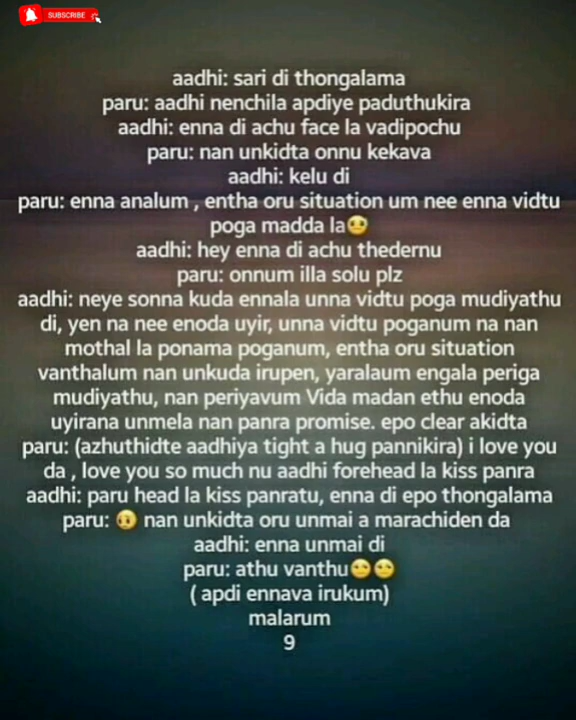 SUBSCRIBE
aadhi: sari di thongalama
paru: aadhi nenchila apdiye paduthukira
aadhi: enna di achu face la vadipochu
paru: nan unkidta onnu kekava
aadhi: kelu di
paru: enna analum , entha oru situation um nee enna vidtu
poga madda la🤕
aadhi: hey enna di achu thedernu
paru: onnum illa solu plz
aadhi: neye sonna kuda ennala unna vidtu poga mudiyathu
di, yen na nee enoda uyir, unna vidtu poganum na nan
mothal la ponama poganum, entha oru situation
vanthalum nan unkuda irupen, yaralaum engala periga
mudiyathu, nan periyavum Vida madan ethu enoda
uyirana unmela nan panra promise. epo clear akidta
paru: (azhuthidte aadhiya tight a hug pannikira) i love you
da , love you so much nu aadhi forehead la kiss panra
aadhi: paru head la kiss panratu, enna di epo thongalama
paru: 🤕 nan unkidta oru unmai a marachiden da
aadhi: enna unmai di
paru: athu vanthu😒😒
( apdi ennava irukum)
malarum
9